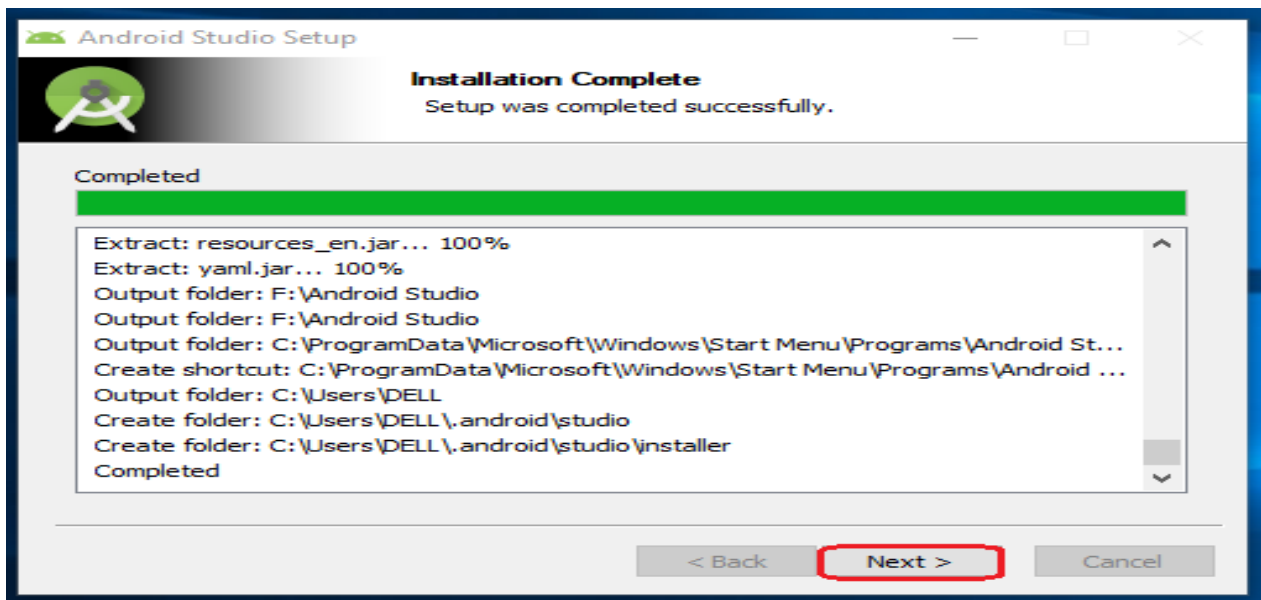 Android Studio Setup
Installation Complete
Setup was completed successfully.
Completed
Extract: resources_en.jar... 100%
Extract: yaml.jar... 100%
Output folder: F:\Android Studio
Output folder: F:\Android Studio
Output folder: C:\ProgramData\Microsoft\Windows\Start Menu\Programs\Android St...
Create shortcut: C:\ProgramData\Microsoft\Windows\Start Menu\Programs\Android ...
Output folder: C:\Users\DELL
Create folder: C:\Users\DELL\.android\studio
Create folder: C:\Users\DELL\.android\studio\installer
Completed
< Back Next > Cancel